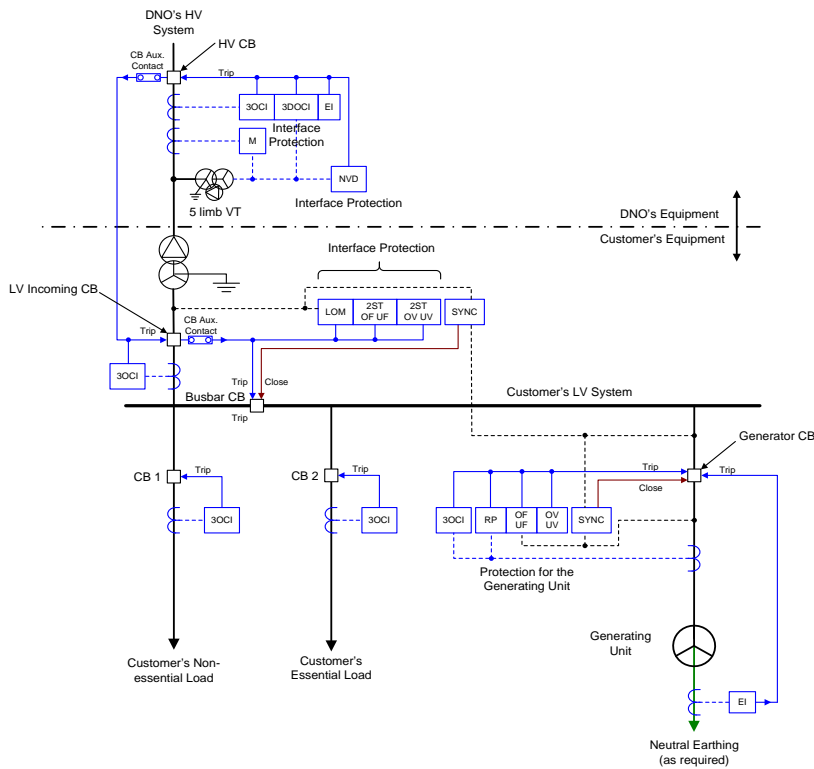 DNO's HV
System
HV CB
CB Aux.
Contact
Trip
3OCI
3DOCI
EI
Interface
Protection
M
NVD
5 limb VT
Interface Protection
DNO's Equipment
Customer's Equipment
Interface Protection
LV Incoming CB
LOM
2ST
OF UF
2ST
OV UV
SYNC
Trip
CB Aux.
Contact
3OCI
Trip
Close
Busbar CB
Trip
Customer's LV System
Generator CB
CB 1
Trip
CB 2
Trip
Trip
Trip
Close
3OCI
3OCI
3OCI
RP
OF
UF
OV
UV
SYNC
Protection for the
Generating Unit
Generating
Unit
Customer's Non-
essential Load
Customer's
Essential Load
EI
Neutral Earthing
(as required)